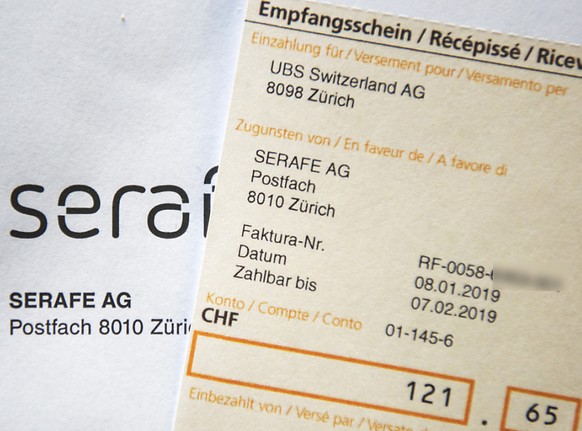 serafe
SERAFE AG
Postfach 8010 Züri
Empfangsschein / Récépissé / Ricev
Einzahlung für / Versement pour / Versamento per
UBS Switzerland AG
8098 Zürich
Zugunsten von / En faveur de / A favore di
SERAFE AG
Postfach
8010 Zürich
Faktura-Nr. RF-0058-
Datum 08.01.2019
Zahlbar bis 07.02.2019
Konto / Compte / Conto 01-145-6
CHF
121 . 65
Einbezahlt von / Versé par / Versato